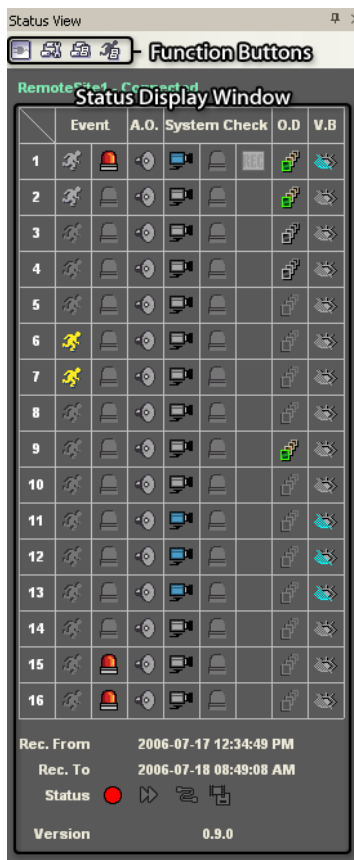 Status View
Function Buttons
RemoteSite1 - Connected
Status Display Window
Event A.O. System Check O.D V.B
1 REC
2
3
4
5
6
7
8
9
10
11
12
13
14
15
16
Rec. From 2006-07-17 12:34:49 PM
Rec. To 2006-07-18 08:49:08 AM
Status
Version 0.9.0